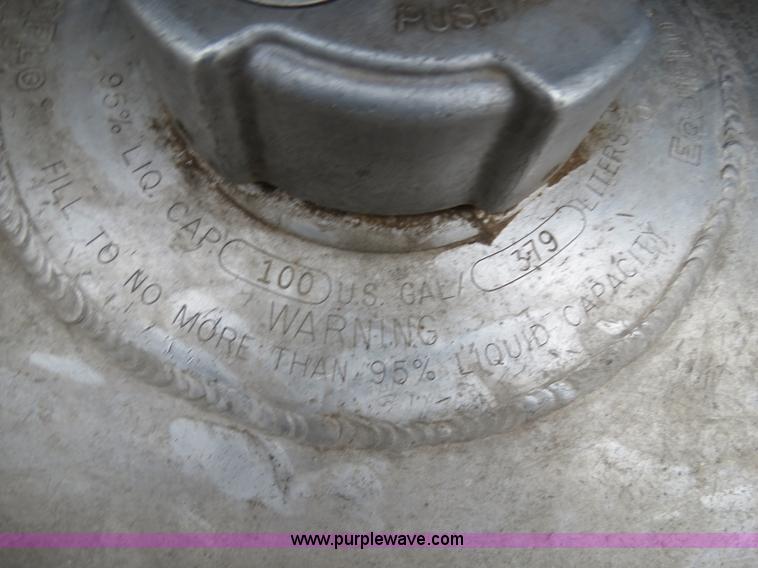 PUSH
95% LIQ. CAP. 100 U.S. GAL/ 379 LITERS
WARNING
FILL TO NO MORE THAN 95% LIQUID CAPACITY
www.purplewave.com